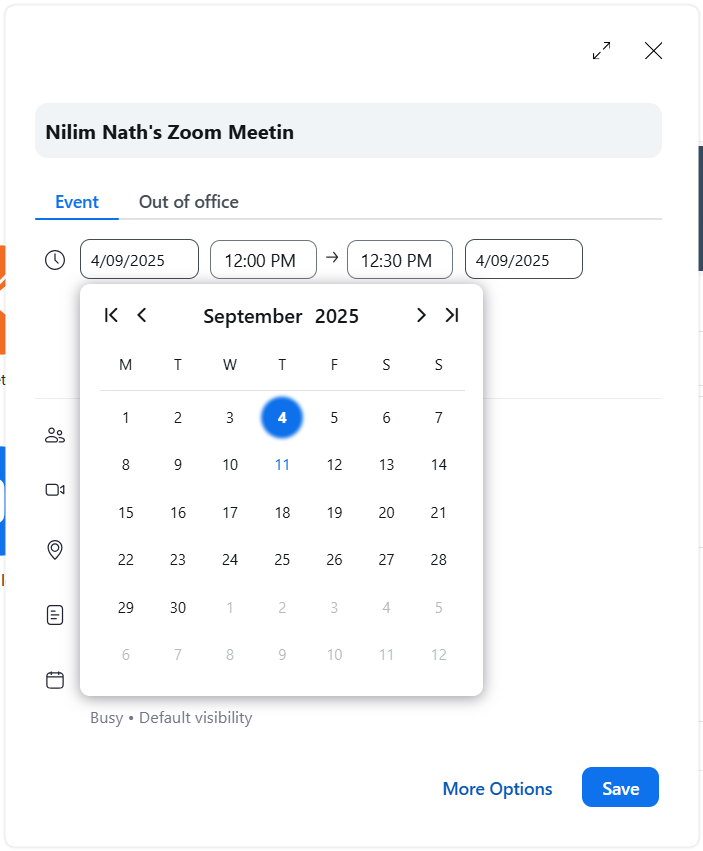 Nilim Nath's Zoom Meetin
Event Out of office
4/09/2025 12:00 PM → 12:30 PM 4/09/2025
September 2025
M T W T F S S
1 2 3 4 5 6 7
8 9 10 11 12 13 14
15 16 17 18 19 20 21
22 23 24 25 26 27 28
29 30 1 2 3 4 5
6 7 8 9 10 11 12
Busy • Default visibility
More Options Save